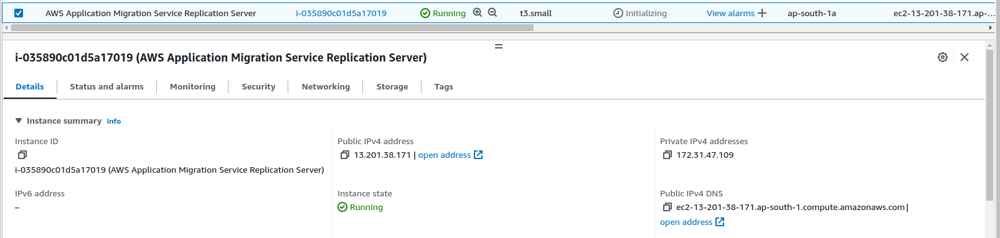 AWS Application Migration Service Replication Server i-035890c01d5a17019 Running t3.small Initializing View alarms + ap-south-1a ec2-13-201-38-171.ap-...
i-035890c01d5a17019 (AWS Application Migration Service Replication Server)
Details Status and alarms Monitoring Security Networking Storage Tags
Instance summary Info
Instance ID Public IPv4 address Private IPv4 addresses
13.201.38.171 | open address 172.31.47.109
i-035890c01d5a17019 (AWS Application Migration Service Replication Server)
IPv6 address Instance state Public IPv4 DNS
– Running ec2-13-201-38-171.ap-south-1.compute.amazonaws.com |
open address